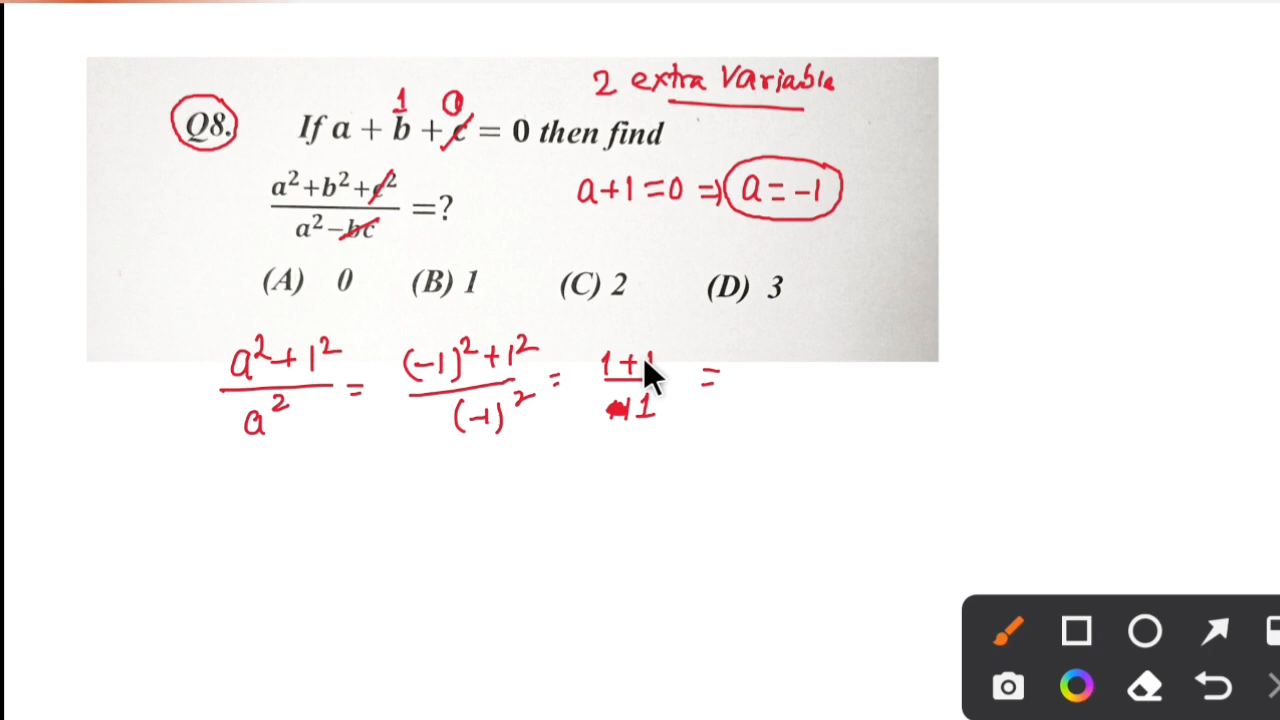 2 extra Variable
1 0
Q8. If a + b + c = 0 then find
a²+b²+c² / a²−bc =?
a+1=0 ⇒ a=−1
(A) 0 (B) 1 (C) 2 (D) 3
a²+1² / a² = (−1)²+1² / (−1)² = 1+1 / 1 =